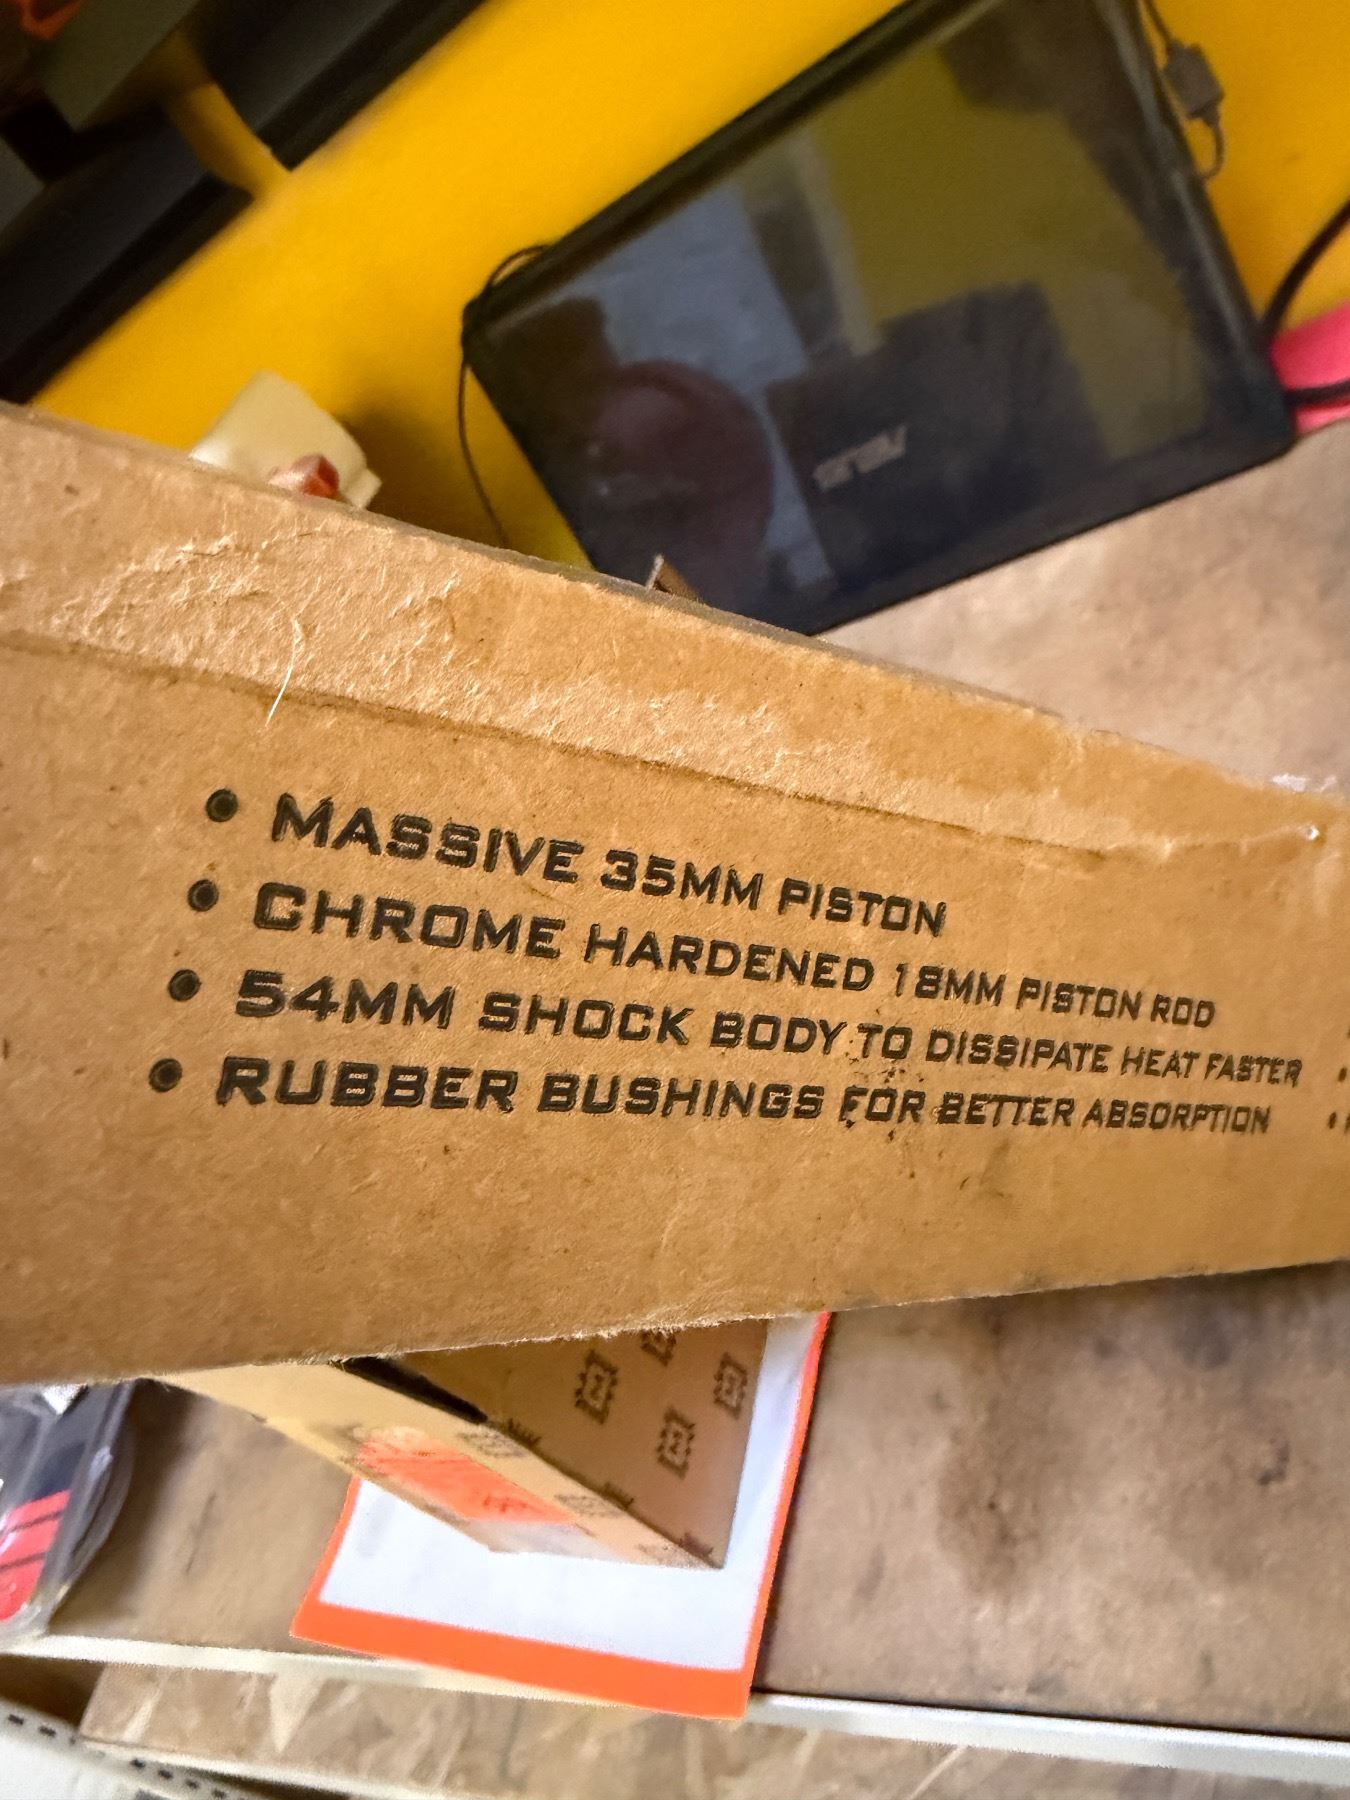 ASUS
• MASSIVE 35MM PISTON
• CHROME HARDENED 18MM PISTON ROD
• 54MM SHOCK BODY TO DISSIPATE HEAT FASTER
• RUBBER BUSHINGS FOR BETTER ABSORPTION